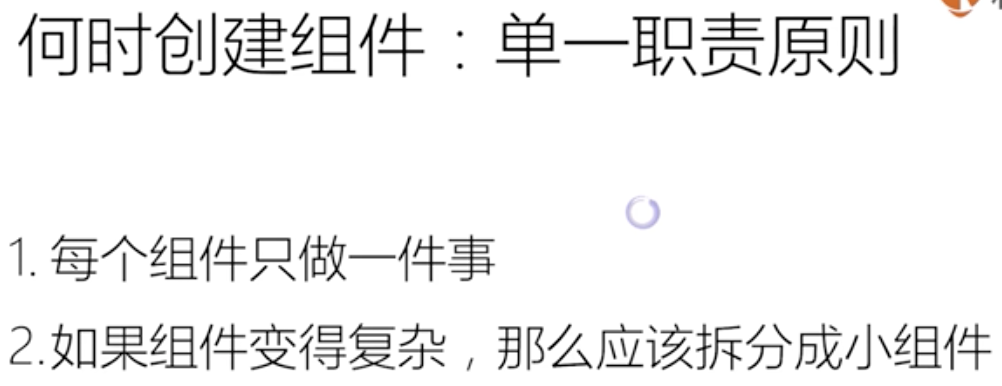 何时创建组件：单一职责原则
1. 每个组件只做一件事
2.如果组件变得复杂，那么应该拆分成小组件